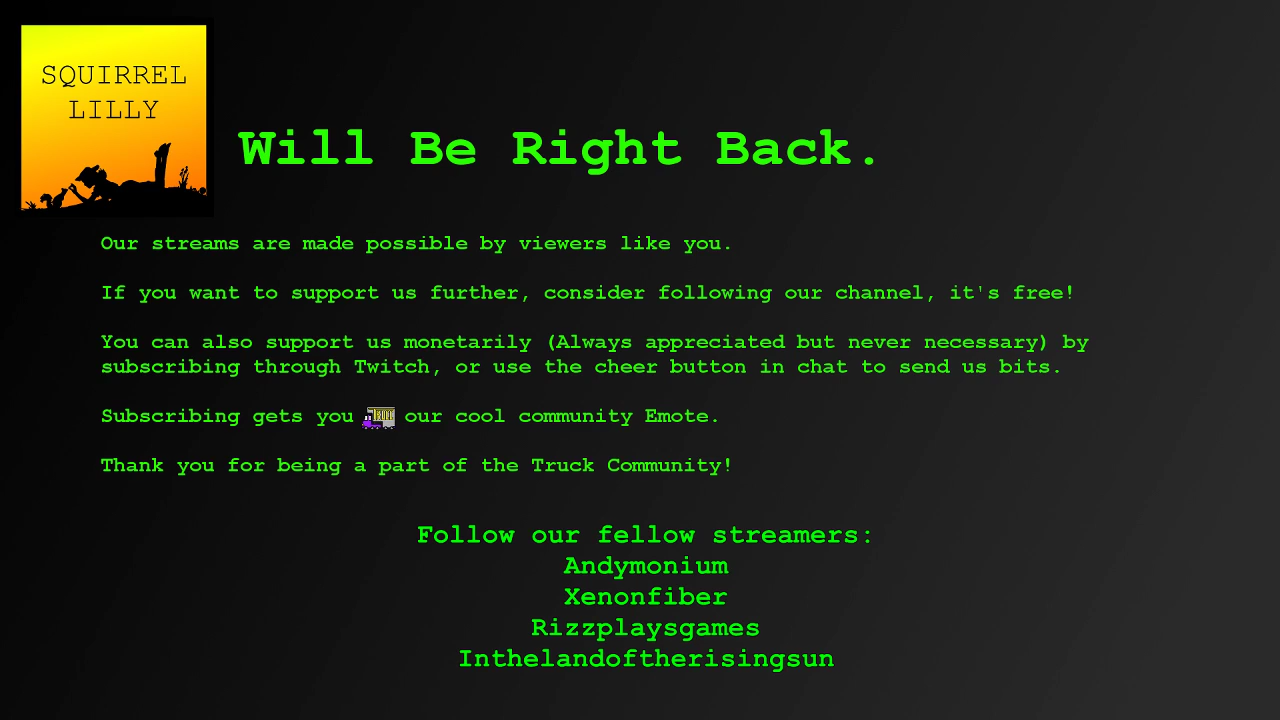 SQUIRREL
LILLY
Will Be Right Back.
Our streams are made possible by viewers like you.
If you want to support us further, consider following our channel, it's free!
You can also support us monetarily (Always appreciated but never necessary) by
subscribing through Twitch, or use the cheer button in chat to send us bits.
Subscribing gets you our cool community Emote.
Thank you for being a part of the Truck Community!
Follow our fellow streamers:
Andymonium
Xenonfiber
Rizzplaysgames
Inthelandoftherisingsun